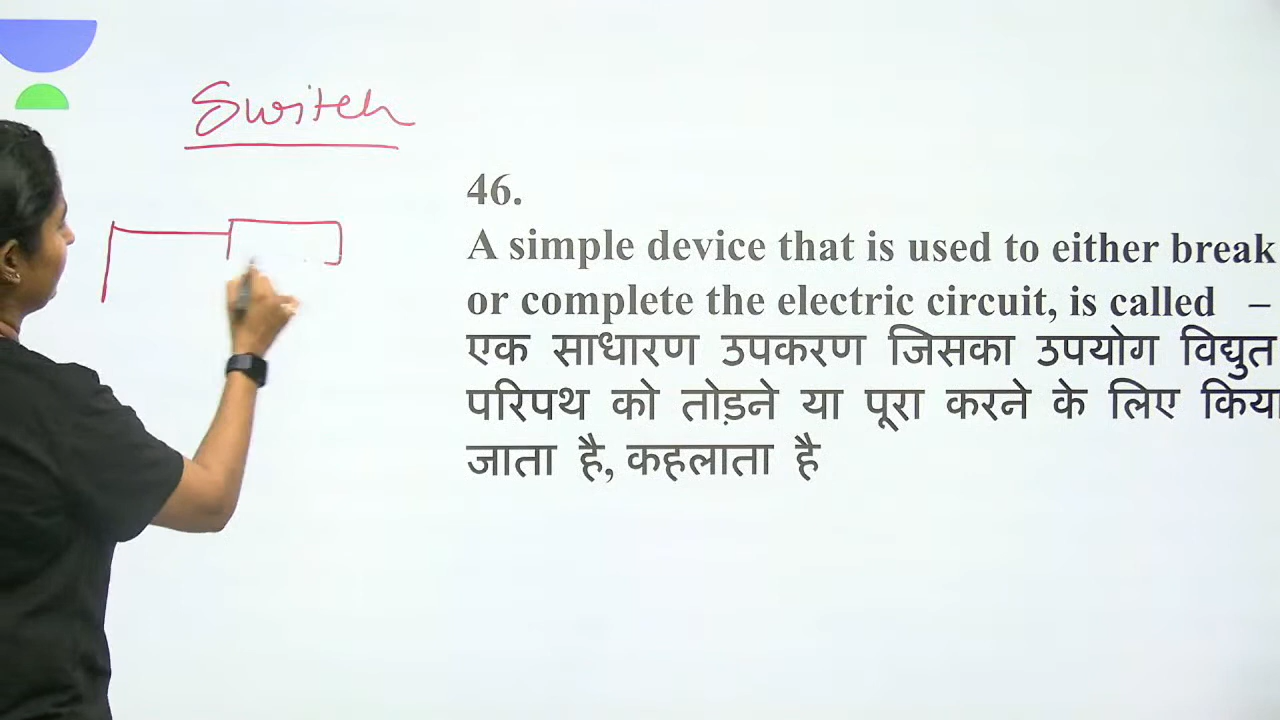 Switch
46.
A simple device that is used to either break
or complete the electric circuit, is called –
एक साधारण उपकरण जिसका उपयोग विद्युत
परिपथ को तोड़ने या पूरा करने के लिए किया
जाता है, कहलाता है